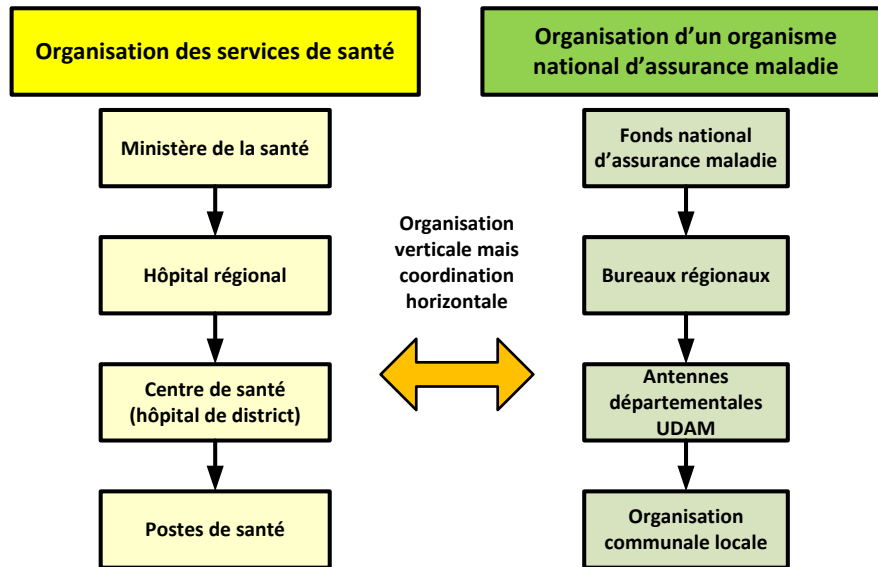 Organisation des services de santé
Organisation d’un organisme
national d’assurance maladie
Ministère de la santé
Fonds national
d’assurance maladie
Organisation
verticale mais
coordination
horizontale
Hôpital régional
Bureaux régionaux
Centre de santé
(hôpital de district)
Antennes
départementales
UDAM
Postes de santé
Organisation
communale locale